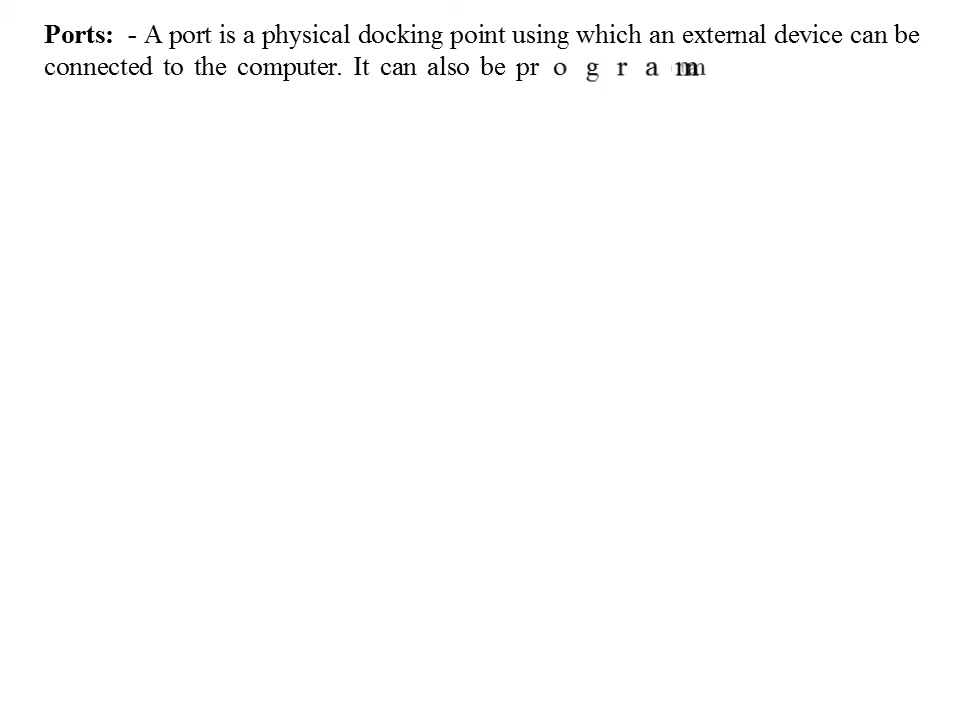 Ports:  - A port is a physical docking point using which an external device can be
connected to the computer. It can also be